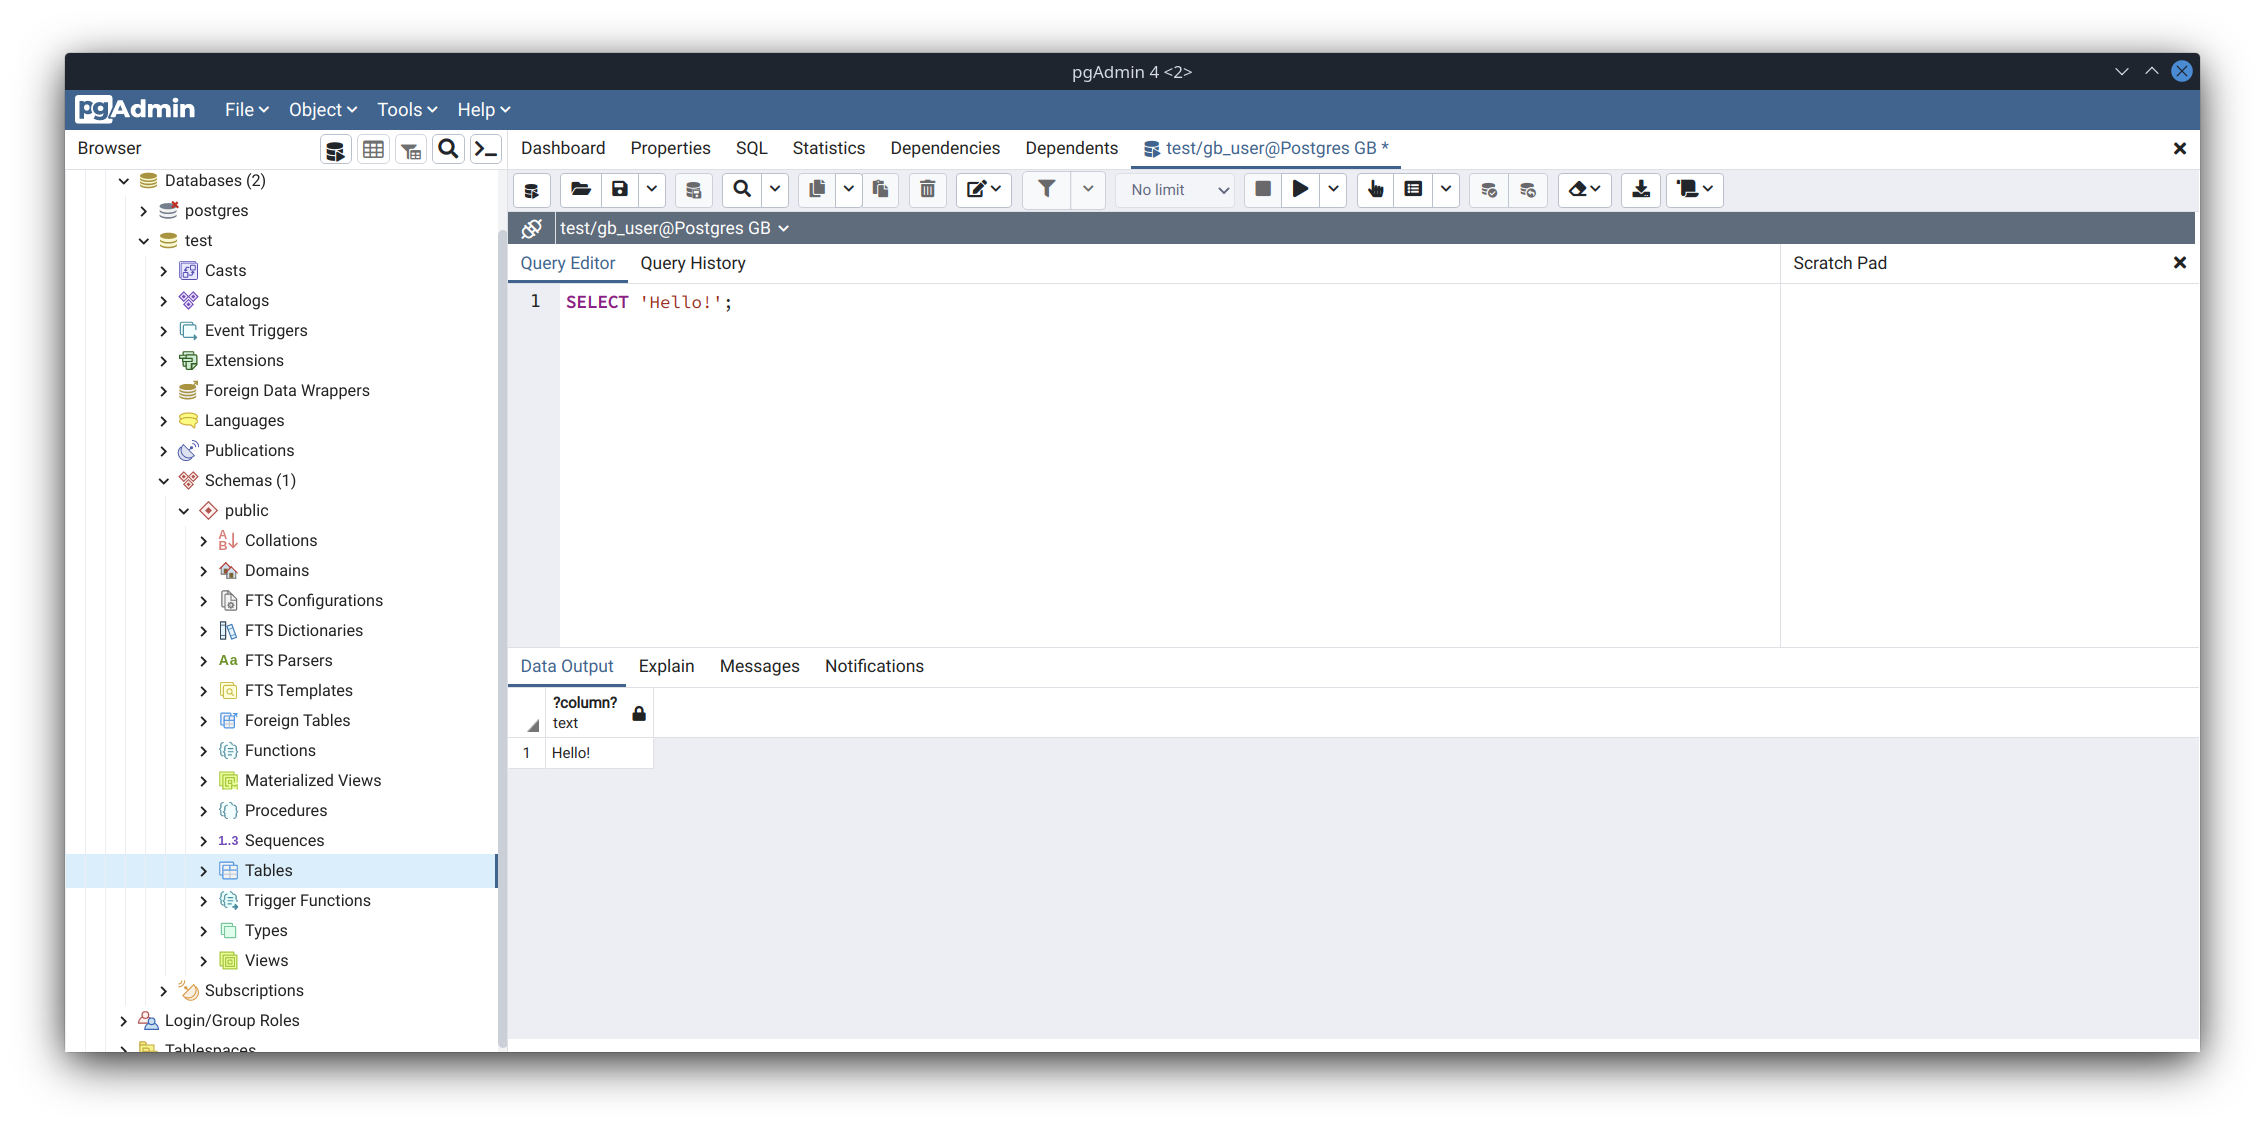 pgAdmin 4 <2>
pgAdmin File Object Tools Help
Browser
Dashboard Properties SQL Statistics Dependencies Dependents test/gb_user@Postgres GB *
No limit
test/gb_user@Postgres GB
Query Editor Query History
Scratch Pad
1 SELECT 'Hello!';
Data Output Explain Messages Notifications
?column?
text
1 Hello!
Databases (2)
postgres
test
Casts
Catalogs
Event Triggers
Extensions
Foreign Data Wrappers
Languages
Publications
Schemas (1)
public
Collations
Domains
FTS Configurations
FTS Dictionaries
Aa FTS Parsers
FTS Templates
Foreign Tables
Functions
Materialized Views
Procedures
1..3 Sequences
Tables
Trigger Functions
Types
Views
Subscriptions
Login/Group Roles
Tablespaces